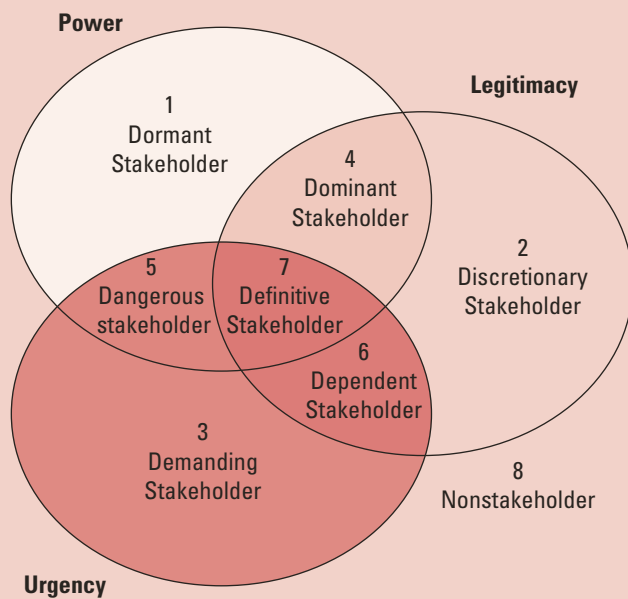 Power
Legitimacy
1
Dormant
Stakeholder
4
Dominant
Stakeholder
2
Discretionary
Stakeholder
5
Dangerous
stakeholder
7
Definitive
Stakeholder
6
Dependent
Stakeholder
3
Demanding
Stakeholder
8
Nonstakeholder
Urgency